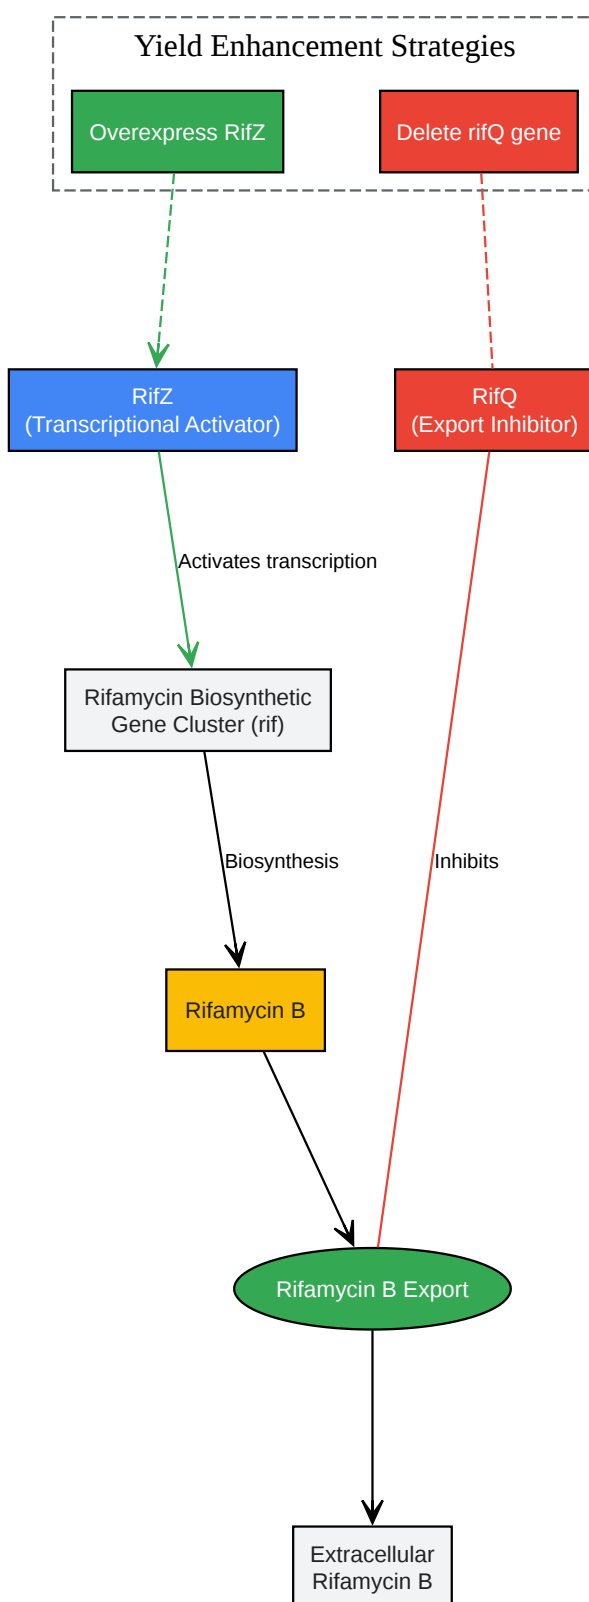 Yield Enhancement Strategies
Overexpress RifZ
Delete rifQ gene
RifZ
(Transcriptional Activator)
RifQ
(Export Inhibitor)
Activates transcription
Rifamycin Biosynthetic
Gene Cluster (rif)
Biosynthesis
Inhibits
Rifamycin B
Rifamycin B Export
Extracellular
Rifamycin B